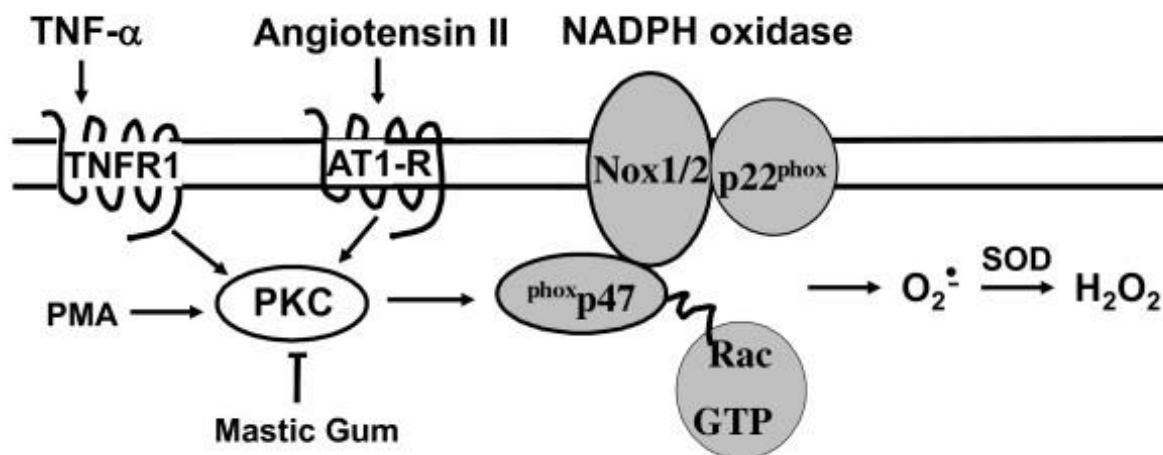 TNF-α
Angiotensin II
NADPH oxidase
TNFR1
AT1-R
Nox1/2
p22phox
PMA
PKC
phoxp47
O2•-
SOD
H2O2
Rac
GTP
Mastic Gum